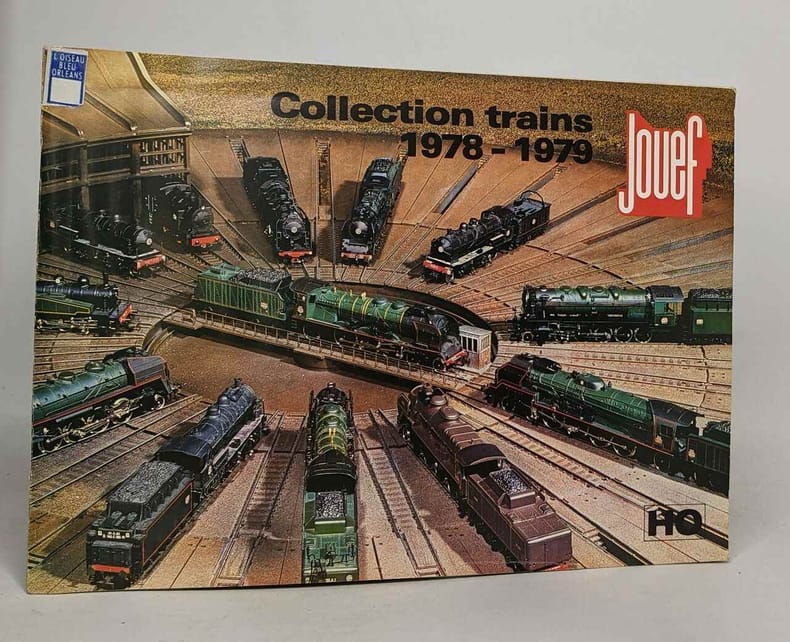 L'OISEAU
BLEU
ORLEANS
Collection trains
1978 - 1979
Jouef
HO